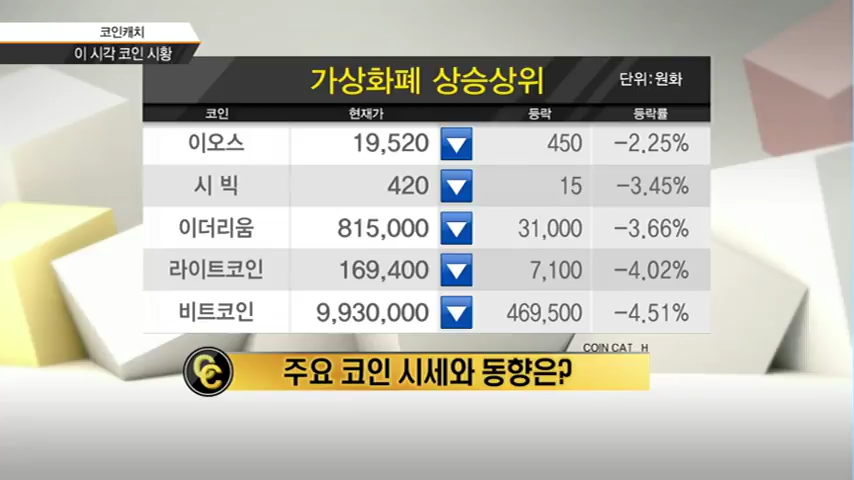 코인캐치
이 시각 코인 시황
가상화폐 상승상위 단위:원화
코인 현재가 등락 등락률
이오스 19,520 ▼ 450 -2.25%
시 빅 420 ▼ 15 -3.45%
이더리움 815,000 ▼ 31,000 -3.66%
라이트코인 169,400 ▼ 7,100 -4.02%
비트코인 9,930,000 ▼ 469,500 -4.51%
COIN CAT H
CC 주요 코인 시세와 동향은?